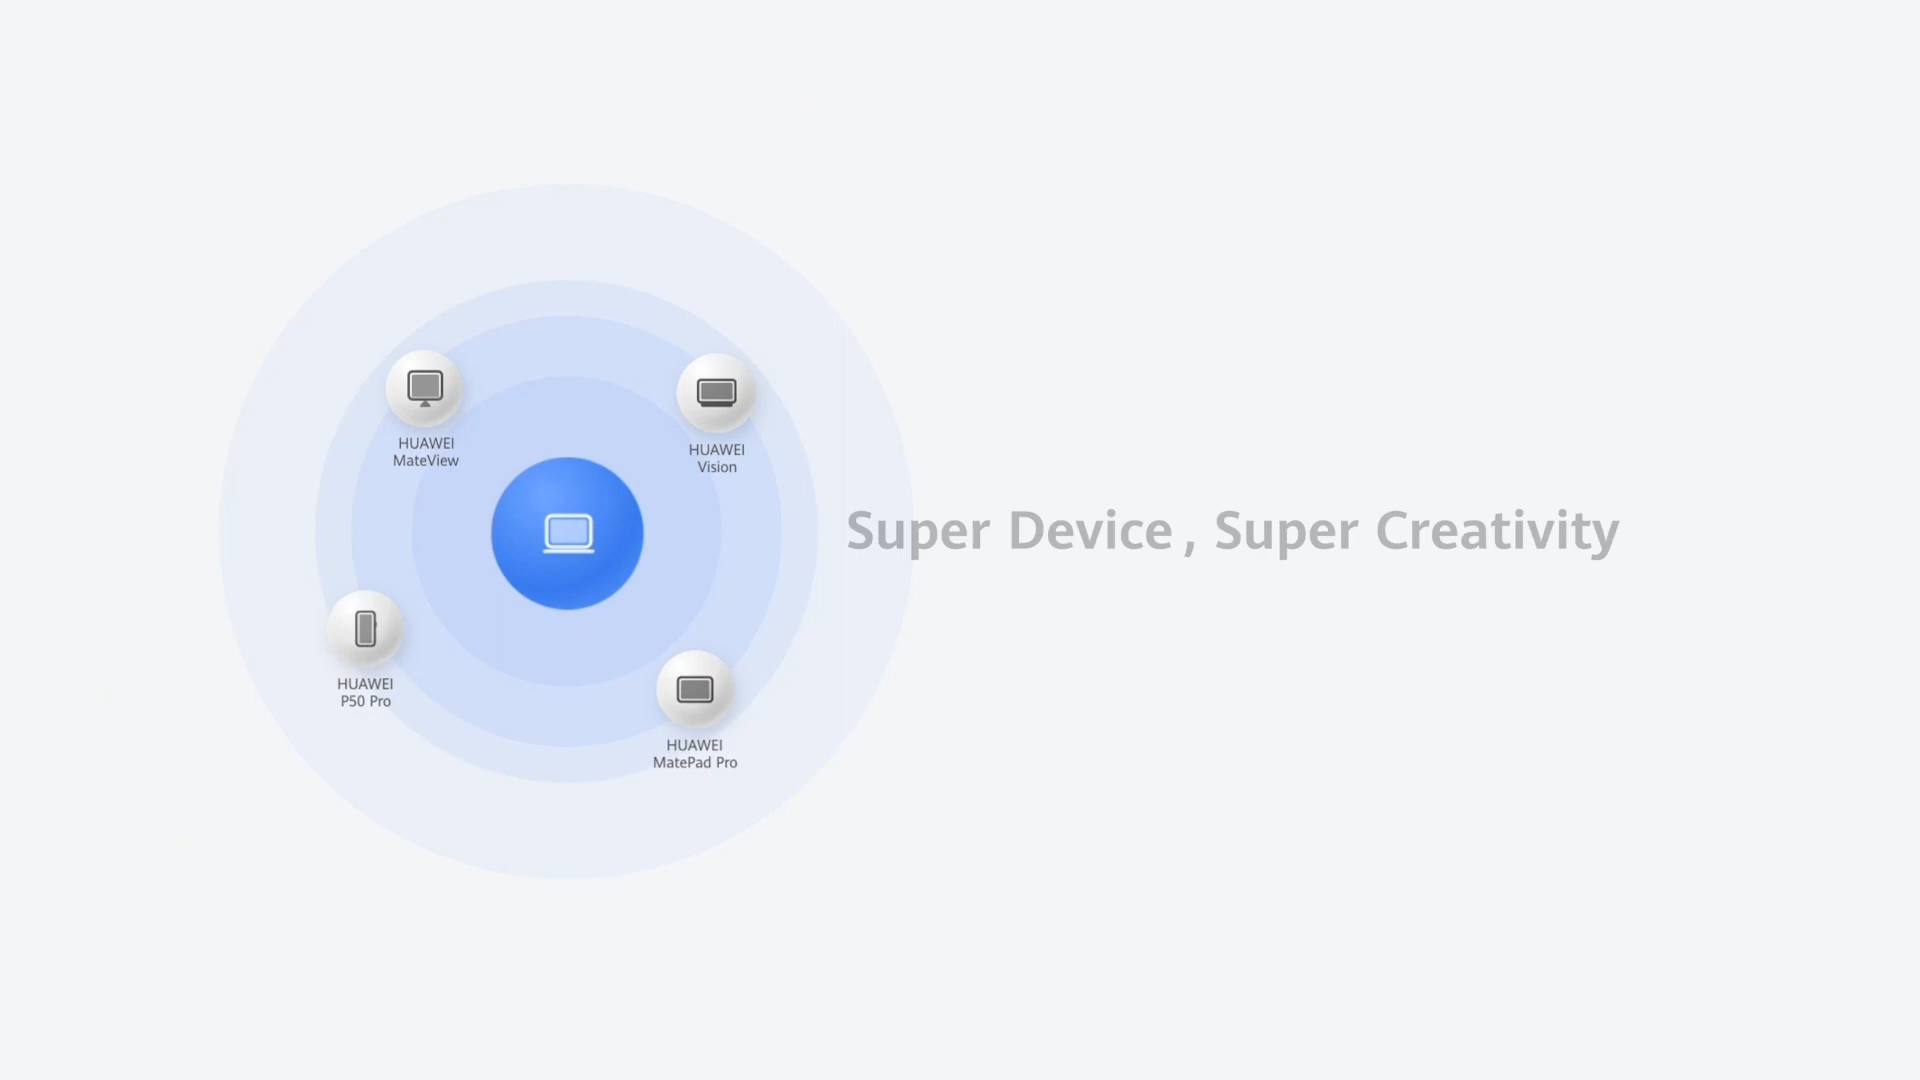 HUAWEI
MateView
HUAWEI
Vision
Super Device , Super Creativity
HUAWEI
P50 Pro
HUAWEI
MatePad Pro